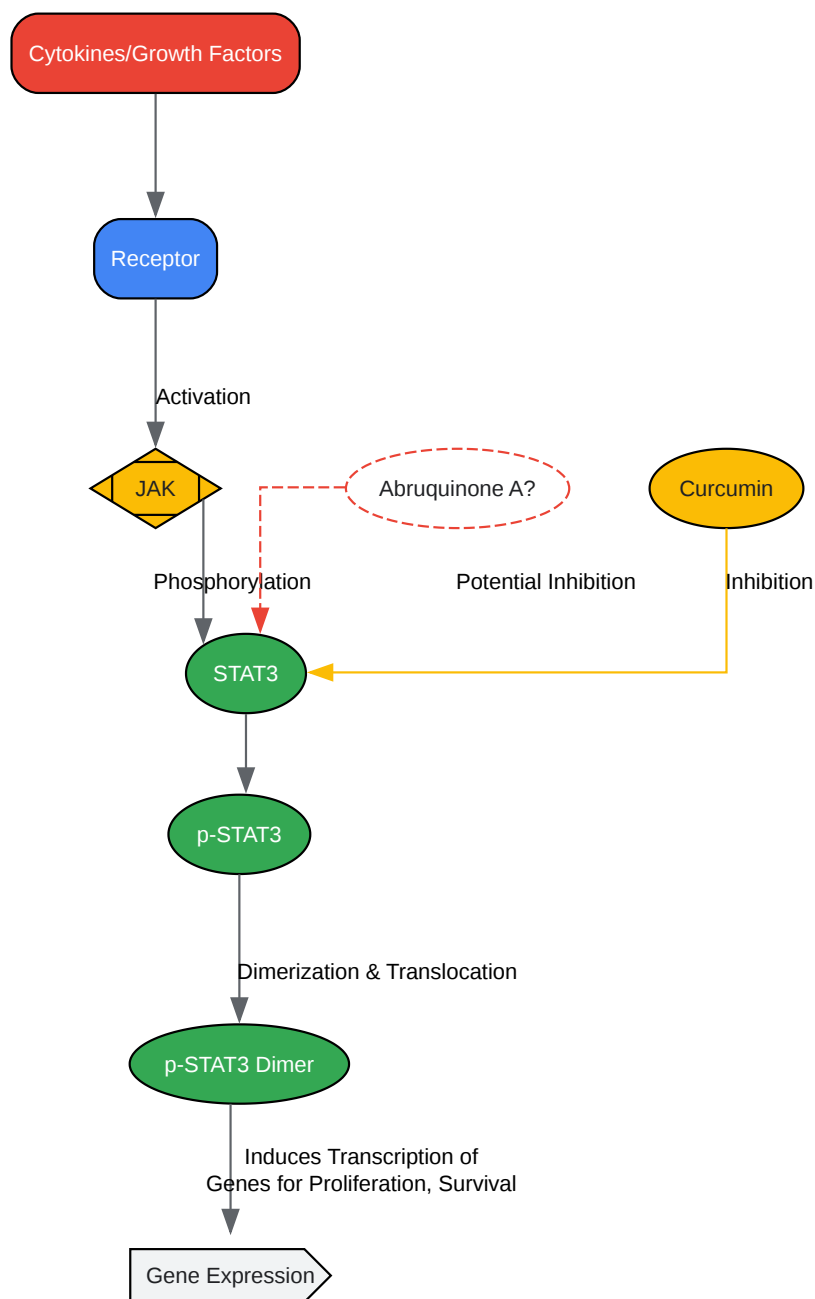 Cytokines/Growth Factors
Receptor
Activation
JAK
Abruquinone A?
Curcumin
Phosphorylation
Potential Inhibition
Inhibition
STAT3
p-STAT3
Dimerization & Translocation
p-STAT3 Dimer
Induces Transcription of
Genes for Proliferation, Survival
Gene Expression